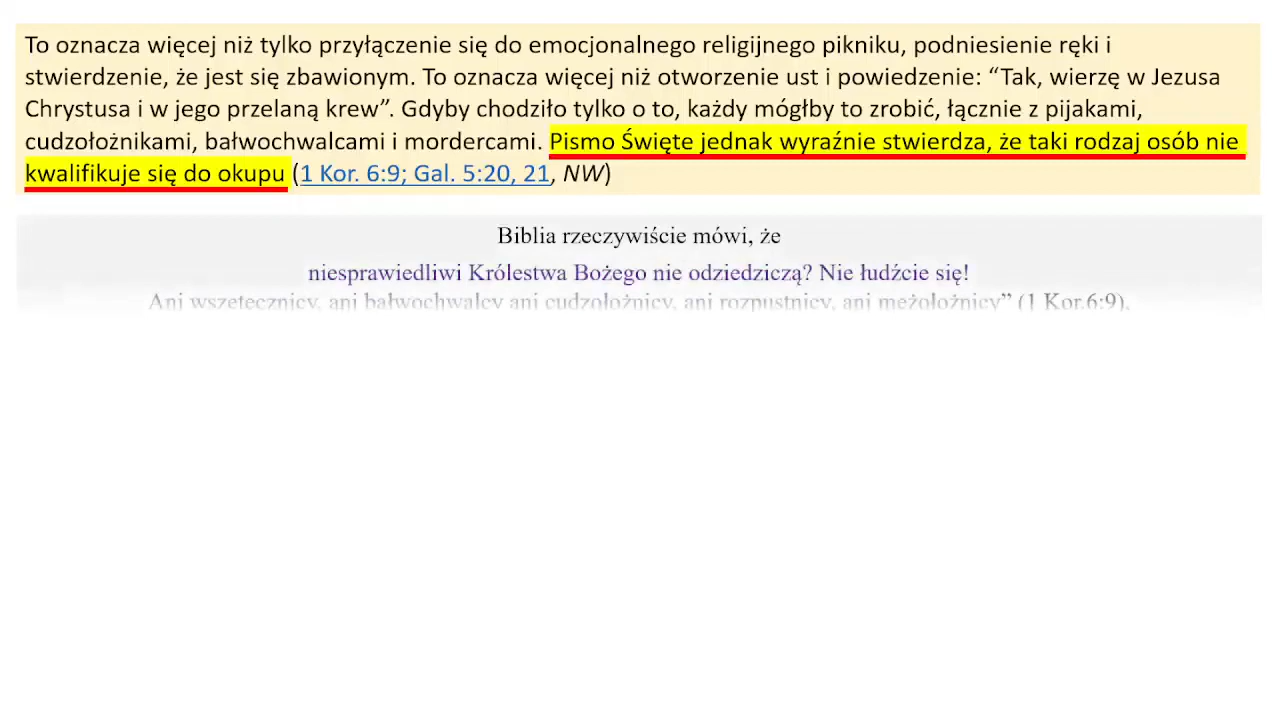 To oznacza więcej niż tylko przyłączenie się do emocjonalnego religijnego pikniku, podniesienie ręki i
stwierdzenie, że jest się zbawionym. To oznacza więcej niż otworzenie ust i powiedzenie: “Tak, wierzę w Jezusa
Chrystusa i w jego przelaną krew”. Gdyby chodziło tylko o to, każdy mógłby to zrobić, łącznie z pijakami,
cudzołożnikami, bałwochwalcami i mordercami. Pismo Święte jednak wyraźnie stwierdza, że taki rodzaj osób nie
kwalifikuje się do okupu (1 Kor. 6:9; Gal. 5:20, 21, NW)
Biblia rzeczywiście mówi, że
niesprawiedliwi Królestwa Bożego nie odziedziczą? Nie łudźcie się!
Ani wszetecznicy, ani bałwochwalcy ani cudzołożnicy, ani rozpustnicy, ani mężołożnicy” (1 Kor.6:9).